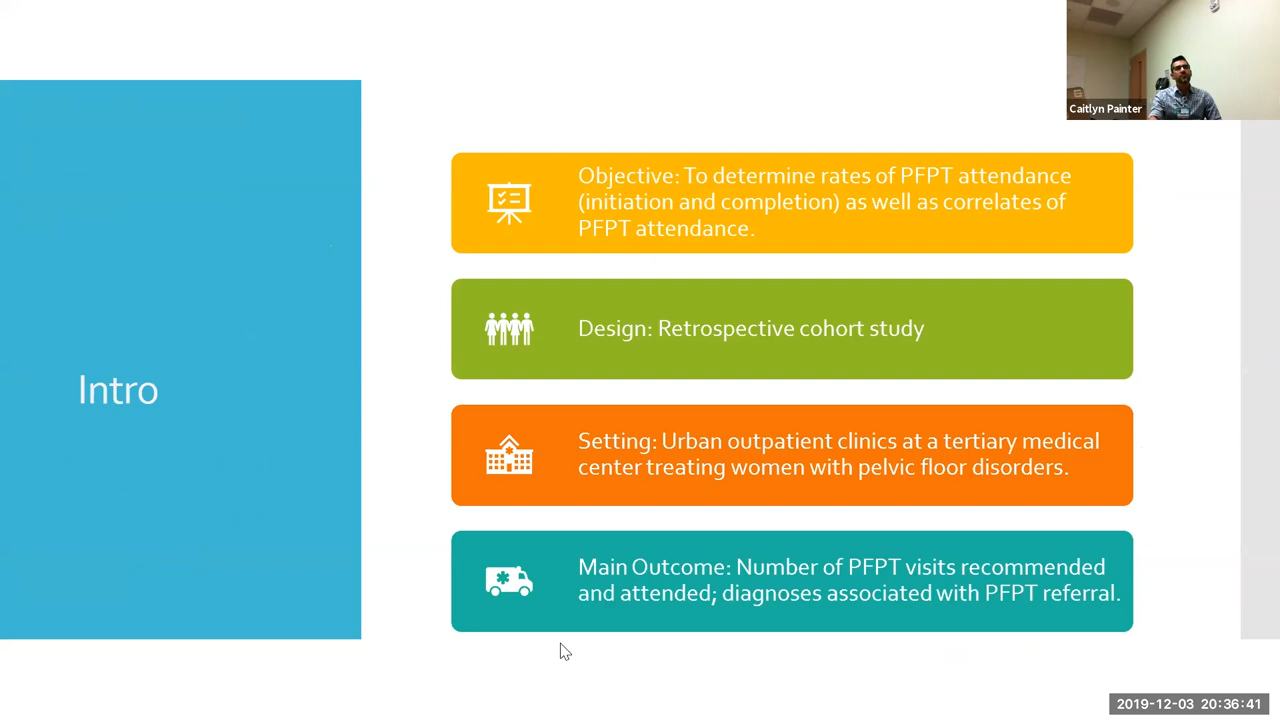 Caitlyn Painter
Intro
Objective: To determine rates of PFPT attendance
(initiation and completion) as well as correlates of
PFPT attendance.
Design: Retrospective cohort study
Setting: Urban outpatient clinics at a tertiary medical
center treating women with pelvic floor disorders.
Main Outcome: Number of PFPT visits recommended
and attended; diagnoses associated with PFPT referral.
2019-12-03 20:36:41